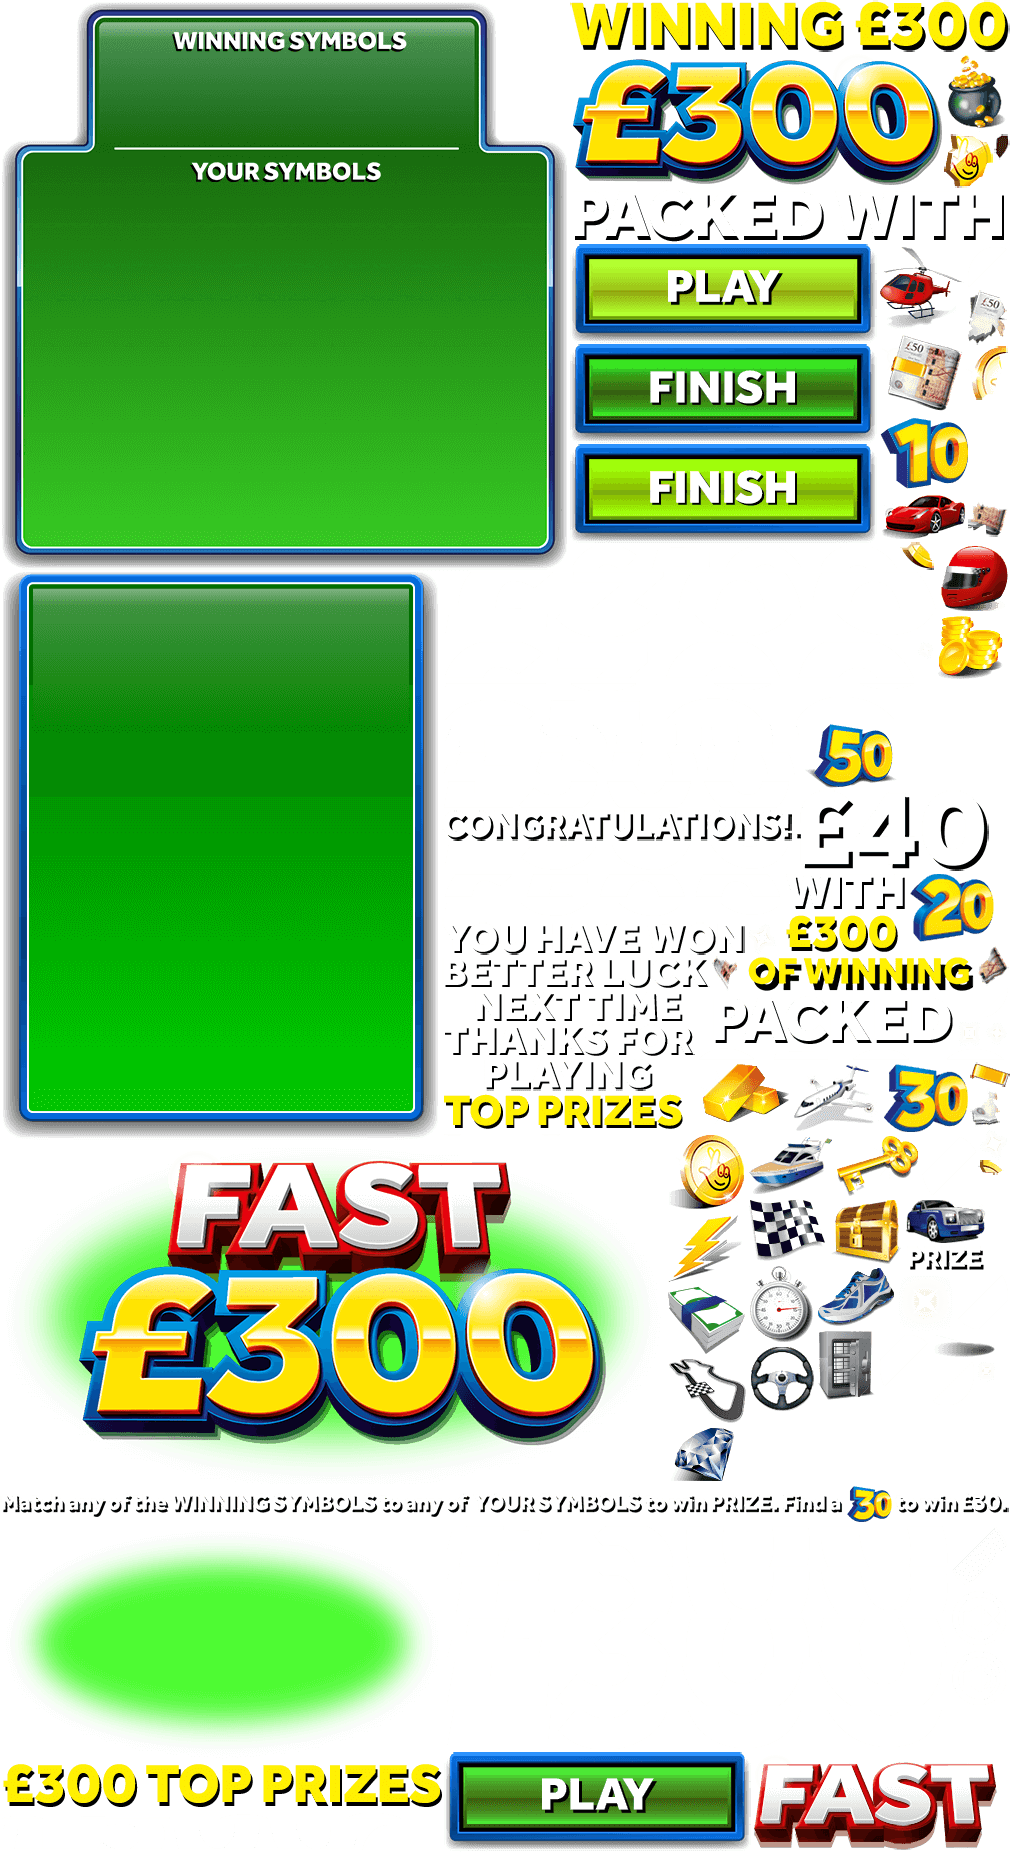 WINNING SYMBOLS
YOUR SYMBOLS
WINNING £300
£300
PACKED WITH
PLAY
£50
£50
FINISH
10
FINISH
50
CONGRATULATIONS!.
£40
WITH
20
£300
YOU HAVE WON
OF WINNING
BETTER LUCK
NEXT TIME
PACKED
THANKS FOR
PLAYING
TOP PRIZES
30
FAST
£300
PRIZE
Match any of the WINNING SYMBOLS to any of YOUR SYMBOLS to win PRIZE. Find a 30 to win £30.
£300 TOP PRIZES
PLAY
FAST